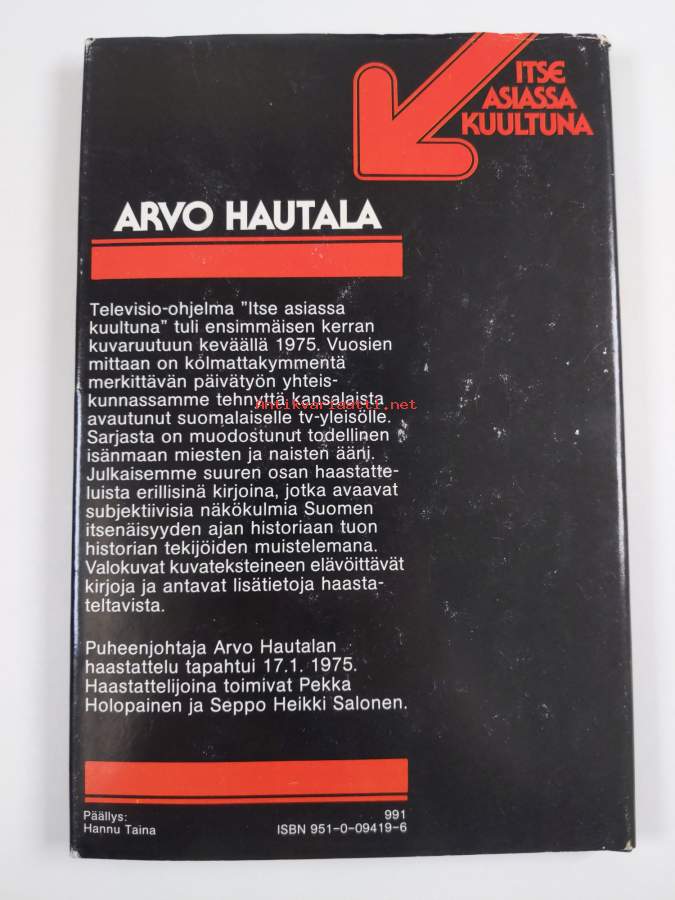 ITSE
ASIASSA
KUULTUNA
ARVO HAUTALA
Televisio-ohjelma ”Itse asiassa
kuultuna” tuli ensimmäisen kerran
kuvaruutuun keväällä 1975. Vuosien
mittaan on kolmattakymmentä
merkittävän päivätyön yhteis-
kunnassamme tehnyttä kansalaista
Antikvariaatti.net
avautunut suomalaiselle tv-yleisölle.
Sarjasta on muodostunut todellinen
isänmaan miesten ja naisten ääni.
Julkaisemme suuren osan haastatte-
luista erillisinä kirjoina, jotka avaavat
subjektiivisia näkökulmia Suomen
itsenäisyyden ajan historiaan tuon
historian tekijöiden muistelemana.
Valokuvat kuvateksteineen elävöittävät
kirjoja ja antavat lisätietoja haasta-
teltavista.
Puheenjohtaja Arvo Hautalan
haastattelu tapahtui 17.1. 1975.
Haastattelijoina toimivat Pekka
Holopainen ja Seppo Heikki Salonen.
Päällys:
Hannu Taina
991
ISBN 951-0-09419-6